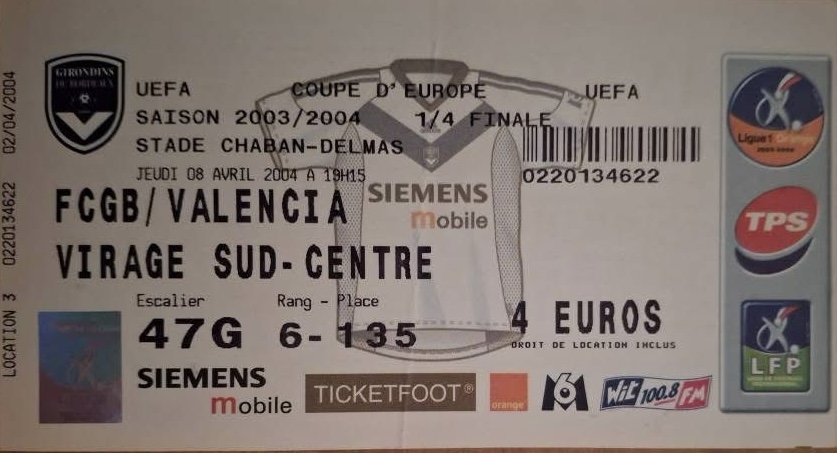 LOCATION 3 0220134622 02/04/2004
GIRONDINS
DE BORDEAUX
UEFA COUPE D'EUROPE UEFA
SAISON 2003/2004 1/4 FINALE
STADE CHABAN-DELMAS
JEUDI 08 AVRIL 2004 A 19H15
0220134622
FCGB/VALENCIA
SIEMENS
mobile
VIRAGE SUD-CENTRE
Escalier Rang - Place
47G 6-135
4 EUROS
DROIT DE LOCATION INCLUS
SIEMENS
mobile
TICKETFOOT®
orange
M6
Wit 100.8 FM
Ligue 1 Orange
TPS
LFP